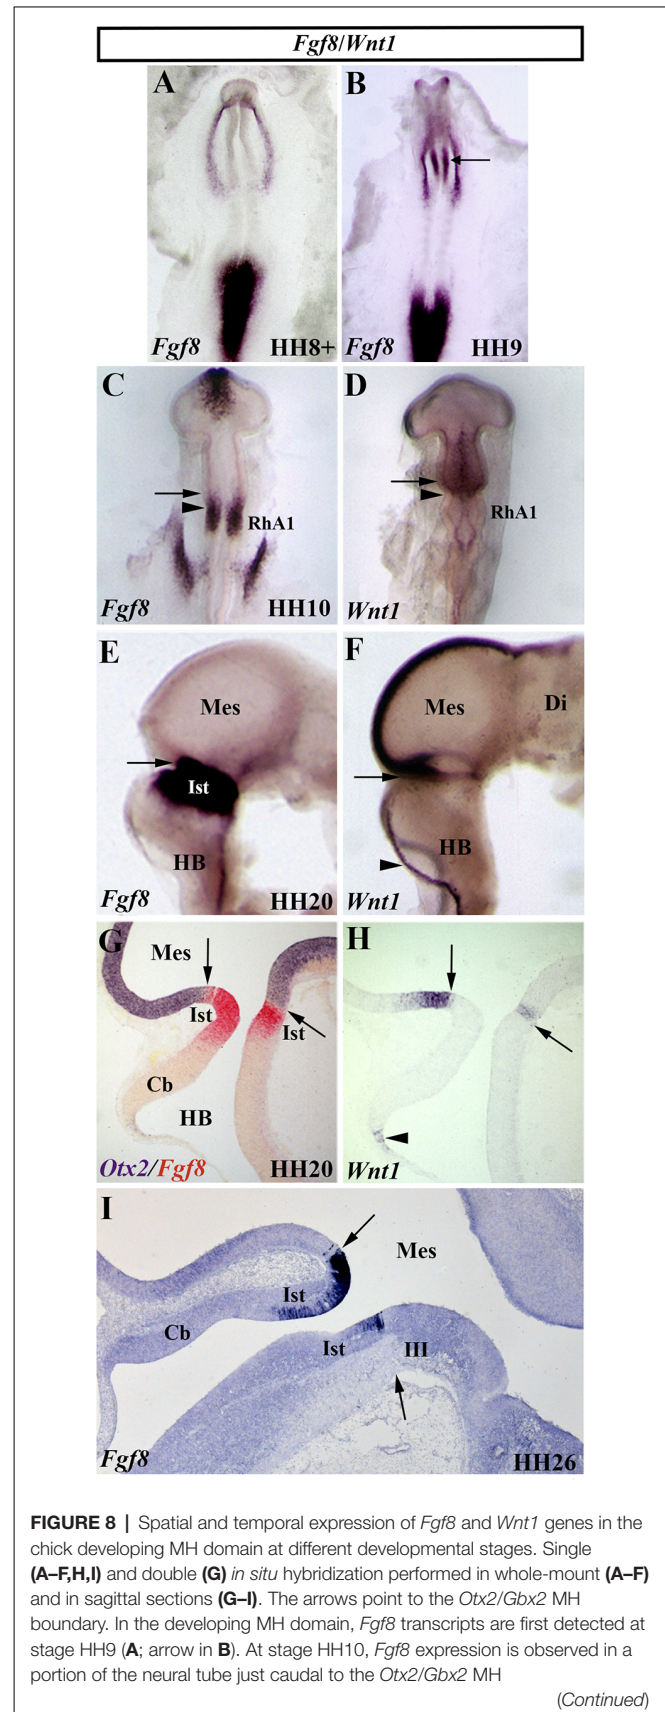 Fgf8/Wnt1
A
B
Fgf8
HH8+
Fgf8
HH9
C
D
RhA1
RhA1
Fgf8
HH10
Wnt1
E
F
Mes
Mes
Di
Ist
HB
HB
Fgf8
HH20
Wnt1
G
H
Mes
Ist
Ist
Cb
HB
Otx2/Fgf8
HH20
Wnt1
I
Mes
Ist
Cb
Ist
III
Fgf8
HH26
FIGURE 8 | Spatial and temporal expression of Fgf8 and Wnt1 genes in the
chick developing MH domain at different developmental stages. Single
(A–F,H,I) and double (G) in situ hybridization performed in whole-mount (A–F)
and in sagittal sections (G–I). The arrows point to the Otx2/Gbx2 MH
boundary. In the developing MH domain, Fgf8 transcripts are first detected at
stage HH9 (A; arrow in B). At stage HH10, Fgf8 expression is observed in a
portion of the neural tube just caudal to the Otx2/Gbx2 MH
(Continued)